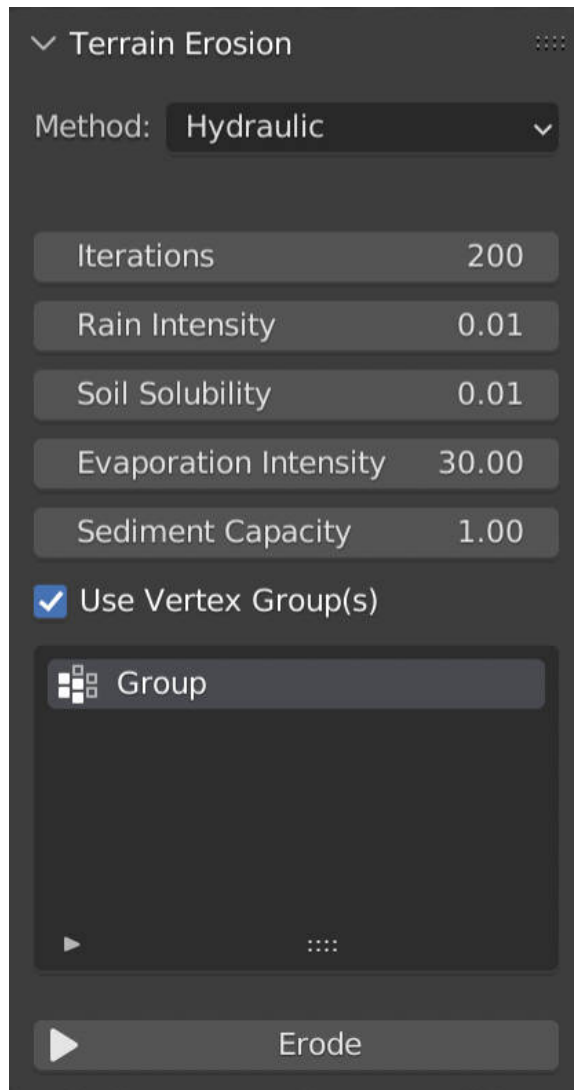 Terrain Erosion
Method: Hydraulic
Iterations 200
Rain Intensity 0.01
Soil Solubility 0.01
Evaporation Intensity 30.00
Sediment Capacity 1.00
Use Vertex Group(s)
Group
Erode